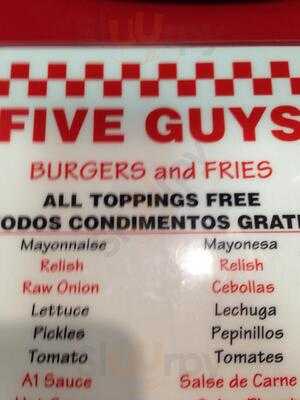 FIVE GUYS
BURGERS and FRIES
ALL TOPPINGS FREE
ODOS CONDIMENTOS GRATI
Mayonnaise Mayonesa
Relish Relish
Raw Onion Cebollas
Lettuce Lechuga
Pickles Pepinillos
Tomato Tomates
A1 Sauce Salse de Carne